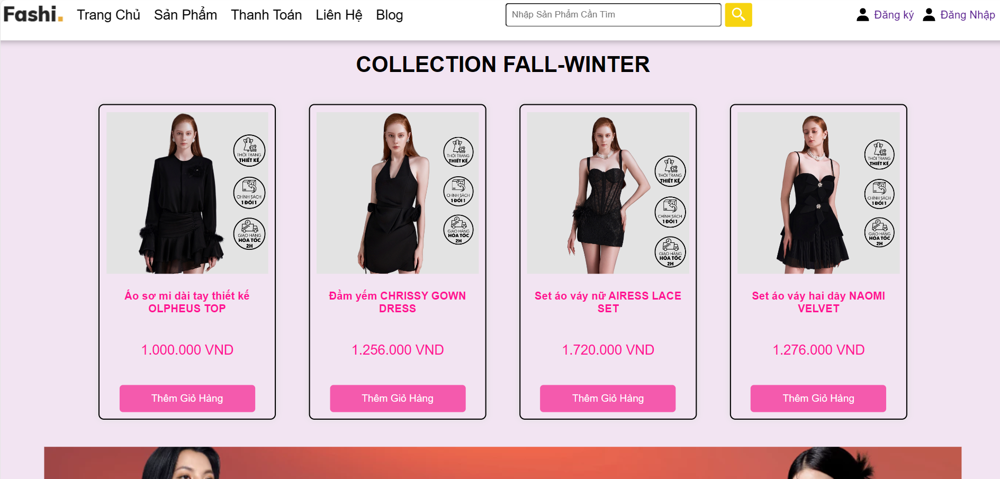 Fashi.
Trang Chủ
Sản Phẩm
Thanh Toán
Liên Hệ
Blog
Nhập Sản Phẩm Cần Tìm
Đăng ký
Đăng Nhập
COLLECTION FALL-WINTER
THỜI TRANG
THIẾT KẾ
CHÍNH SÁCH
1 ĐỔI 1
GIAO HÀNG
HỎA TỐC
2H
Áo sơ mi dài tay thiết kế
OLPHEUS TOP
1.000.000 VND
Thêm Giỏ Hàng
THỜI TRANG
THIẾT KẾ
CHÍNH SÁCH
1 ĐỔI 1
GIAO HÀNG
HỎA TỐC
2H
Đầm yếm CHRISSY GOWN
DRESS
1.256.000 VND
Thêm Giỏ Hàng
THỜI TRANG
THIẾT KẾ
CHÍNH SÁCH
1 ĐỔI 1
GIAO HÀNG
HỎA TỐC
2H
Set áo váy nữ AIRESS LACE
SET
1.720.000 VND
Thêm Giỏ Hàng
THỜI TRANG
THIẾT KẾ
CHÍNH SÁCH
1 ĐỔI 1
GIAO HÀNG
HỎA TỐC
2H
Set áo váy hai dây NAOMI
VELVET
1.276.000 VND
Thêm Giỏ Hàng